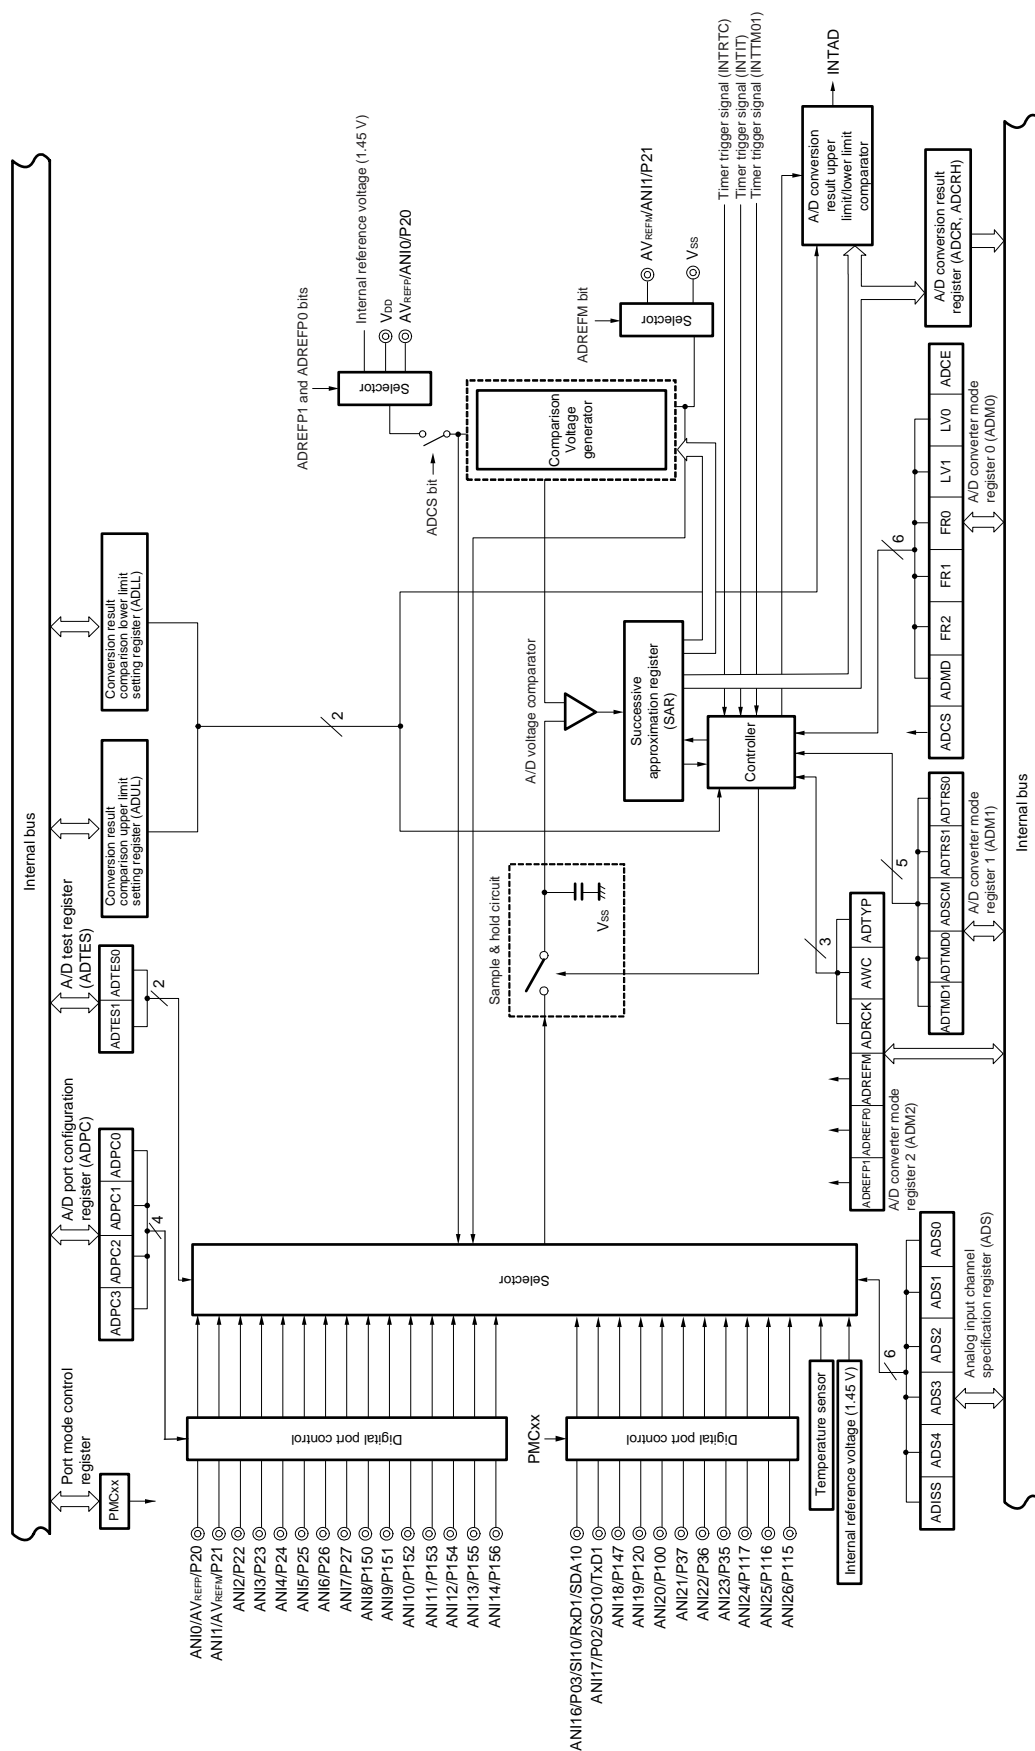 Internal bus
Port mode control
register
PMCxx
A/D port configuration
register (ADPC)
ADPC3
ADPC2
ADPC1
ADPC0
4
A/D test register
(ADTES)
ADTES1
ADTES0
2
Conversion result
comparison upper limit
setting register (ADUL)
Conversion result
comparison lower limit
setting register (ADLL)
2
ADREFP1 and ADREFP0 bits
Internal reference voltage (1.45 V)
VDD
AVREFP/ANI0/P20
Selector
ADCS bit
Comparison
Voltage
generator
ADREFM bit
Selector
AVREFM/ANI1/P21
VSS
Sample & hold circuit
VSS
A/D voltage comparator
Successive
approximation register
(SAR)
Controller
Timer trigger signal (INTRTC)
Timer trigger signal (INTIT)
Timer trigger signal (INTTM01)
A/D conversion
result upper
limit/lower limit
comparator
INTAD
A/D conversion result
register (ADCR, ADCRH)
ANI0/AVREFP/P20
ANI1/AVREFM/P21
ANI2/P22
ANI3/P23
ANI4/P24
ANI5/P25
ANI6/P26
ANI7/P27
ANI8/P150
ANI9/P151
ANI10/P152
ANI11/P153
ANI12/P154
ANI13/P155
ANI14/P156
Digital port control
Selector
PMCxx
ANI16/P03/SI10/RxD1/SDA10
ANI17/P02/SO10/TxD1
ANI18/P147
ANI19/P120
ANI20/P100
ANI21/P37
ANI22/P36
ANI23/P35
ANI24/P117
ANI25/P116
ANI26/P115
Digital port control
Temperature sensor
Internal reference voltage (1.45 V)
6
ADISS
ADS4
ADS3
ADS2
ADS1
ADS0
Analog input channel
specification register (ADS)
3
ADREFP1
ADREFP0
ADREFM
ADRCK
AWC
ADTYP
A/D converter mode
register 2 (ADM2)
5
ADTMD1
ADTMD0
ADSCM
ADTRS1
ADTRS0
A/D converter mode
register 1 (ADM1)
6
ADCS
ADMD
FR2
FR1
FR0
LV1
LV0
ADCE
A/D converter mode
register 0 (ADM0)
Internal bus